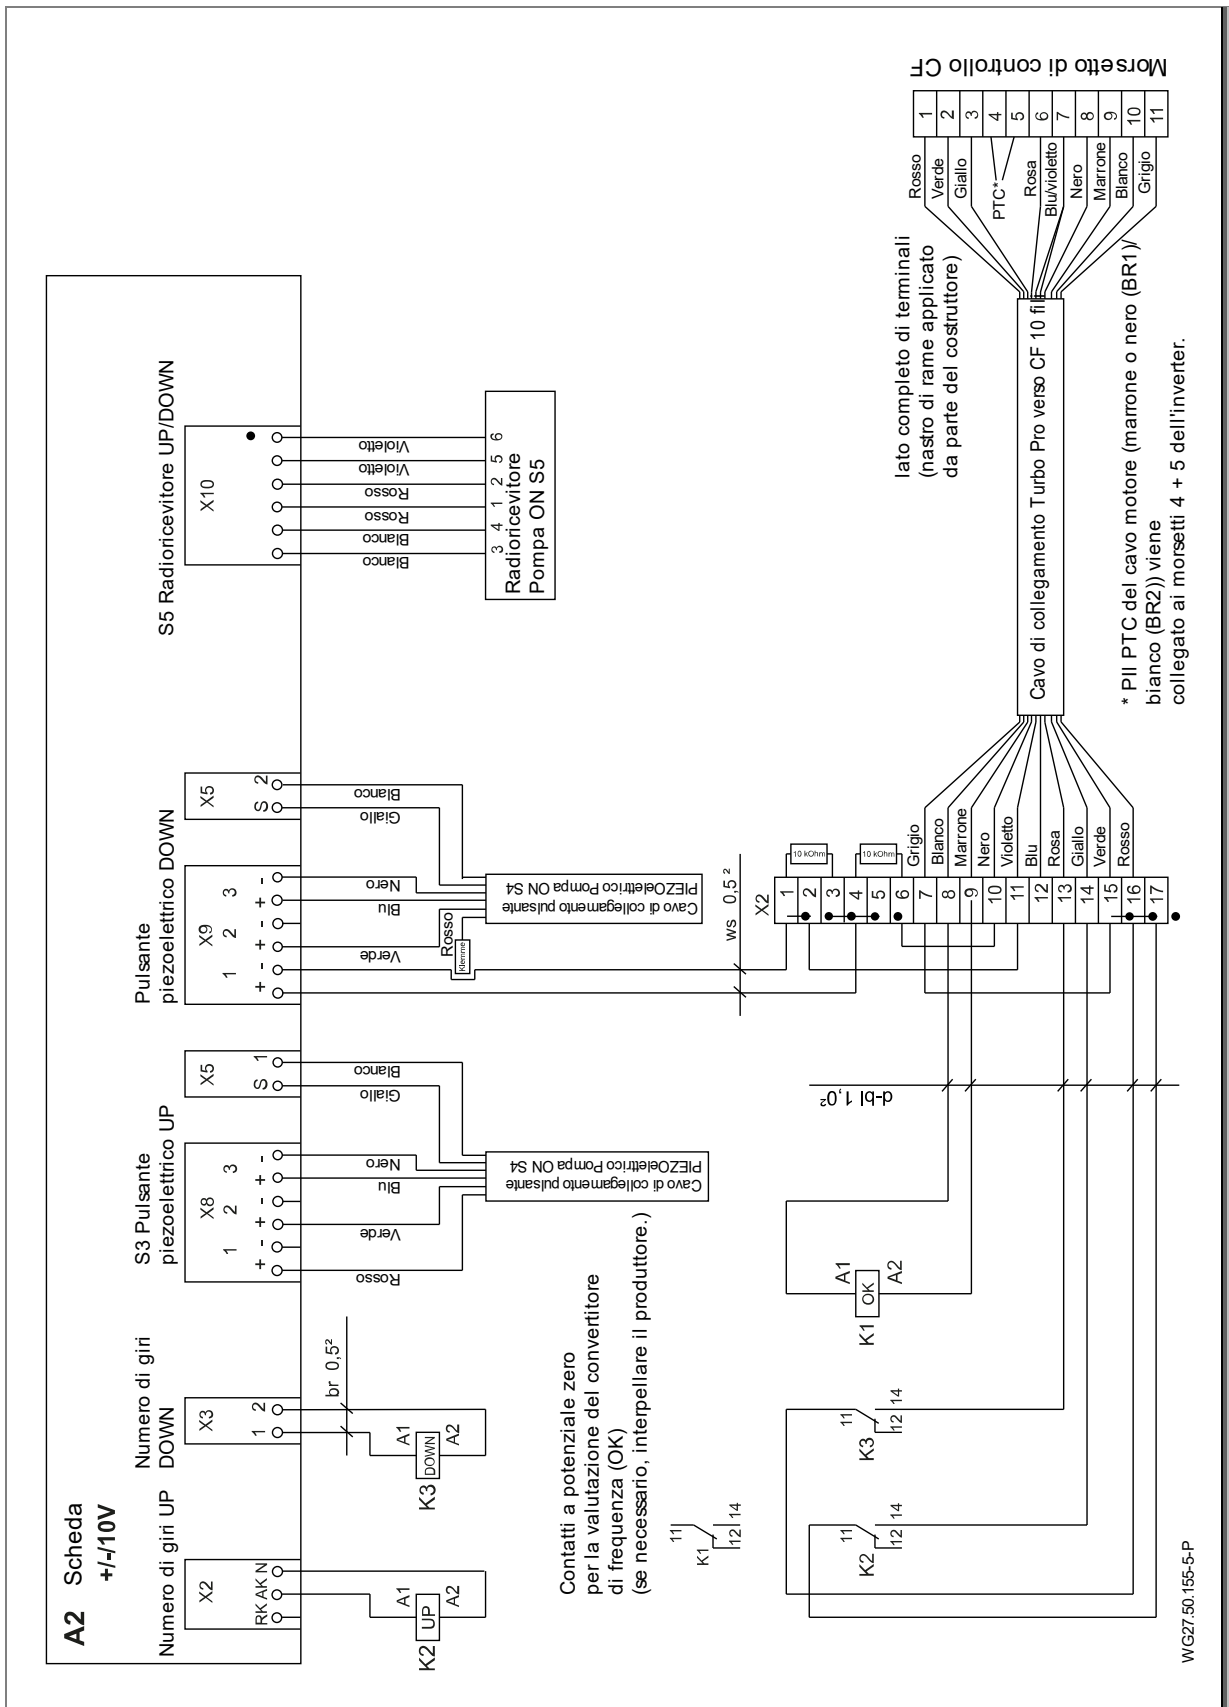 A2 Scheda
+/-/10V
Numero di giri UP
X2
RK AK N
K2
UP
A1
A2
Numero di giri
DOWN
X3
1 2
br 0,5²
K3
DOWN
A1
A2
S3 Pulsante
piezoelettrico UP
X8
1 2 3
+ - + - + -
Rosso
Verde
Blu
Nero
X5
S 1
Giallo
Bianco
Cavo di collegamento pulsante
PIEZOelettrico Pompa ON S4
Pulsante
piezoelettrico DOWN
X9
1 2 3
+ - + - + -
Verde
Rosso
Klemme
Blu
Nero
X5
S 2
Giallo
Bianco
Cavo di collegamento pulsante
PIEZOelettrico Pompa ON S4
S5 Radioricevitore UP/DOWN
X10
Bianco
Bianco
Rosso
Rosso
Violetto
Violetto
3 4 1 2 5 6
Radioricevitore
Pompa ON S5
Contatti a potenziale zero
per la valutazione del convertitore
di frequenza (OK)
(se necessario, interpellare il produttore.)
K1
11
12 14
ws 0,5²
X2
1
2
3
4
5
6
7
8
9
10
11
12
13
14
15
16
17
10 kOhm
10 kOhm
Grigio
Bianco
Marrone
Nero
Violetto
Blu
Rosa
Giallo
Verde
Rosso
d-bl 1,0²
K1
OK
A1
A2
K3
11
12 14
K2
11
12 14
Cavo di collegamento Turbo Pro verso CF 10 fili
lato completo di terminali
(nastro di rame applicato
da parte del costruttore)
Morsetto di controllo CF
1
2
3
4
5
6
7
8
9
10
11
Rosso
Verde
Giallo
PTC*
Rosa
Blu/violetto
Nero
Marrone
Bianco
Grigio
* PII PTC del cavo motore (marrone o nero (BR1)/
bianco (BR2)) viene
collegato ai morsetti 4 + 5 dell'inverter.
WG27.50.155-5-P